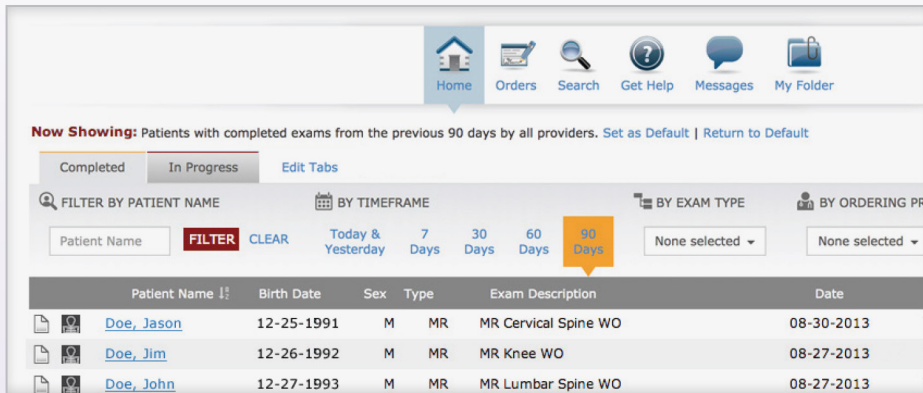 Home Orders Search Get Help Messages My Folder
Now Showing: Patients with completed exams from the previous 90 days by all providers. Set as Default | Return to Default
Completed In Progress Edit Tabs
FILTER BY PATIENT NAME BY TIMEFRAME BY EXAM TYPE BY ORDERING PR
Patient Name FILTER CLEAR Today & Yesterday 7 Days 30 Days 60 Days 90 Days None selected None selected
Patient Name Birth Date Sex Type Exam Description Date
Doe, Jason 12-25-1991 M MR MR Cervical Spine WO 08-30-2013
Doe, Jim 12-26-1992 M MR MR Knee WO 08-27-2013
Doe, John 12-27-1993 M MR MR Lumbar Spine WO 08-27-2013